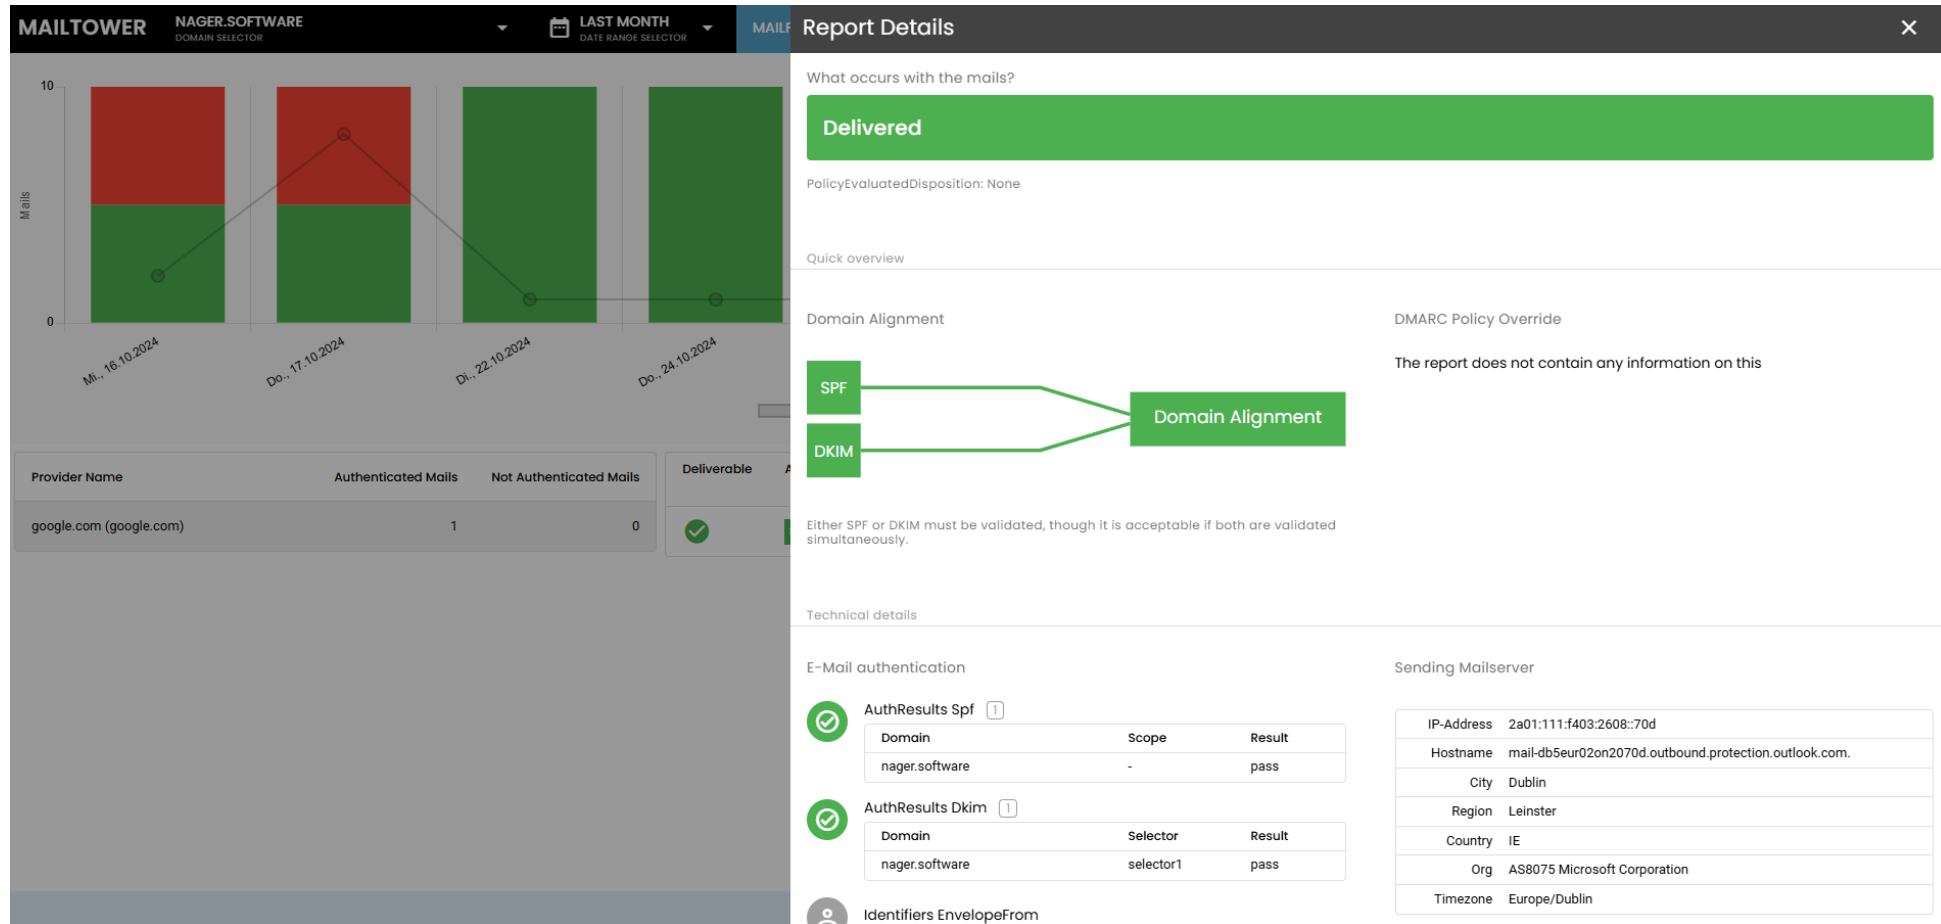 MAILTOWER
NAGER.SOFTWARE
DOMAIN SELECTOR
LAST MONTH
DATE RANGE SELECTOR
Report Details
What occurs with the mails?
Delivered
PolicyEvaluatedDisposition: None
Quick overview
Domain Alignment
SPF
DKIM
Domain Alignment
Either SPF or DKIM must be validated, though it is acceptable if both are validated
simultaneously.
DMARC Policy Override
The report does not contain any information on this
Technical details
E-Mail authentication
AuthResults Spf 1
Domain Scope Result
nager.software - pass
AuthResults Dkim 1
Domain Selector Result
nager.software selector1 pass
Identifiers EnvelopeFrom
Sending Mailserver
IP-Address 2a01:111:f403:2608::70d
Hostname mail-db5eur02on2070d.outbound.protection.outlook.com.
City Dublin
Region Leinster
Country IE
Org AS8075 Microsoft Corporation
Timezone Europe/Dublin
10
Mails
0
Mi., 16.10.2024
Do., 17.10.2024
Di., 22.10.2024
Do., 24.10.2024
Provider Name Authenticated Mails Not Authenticated Mails
google.com (google.com) 1 0
Deliverable